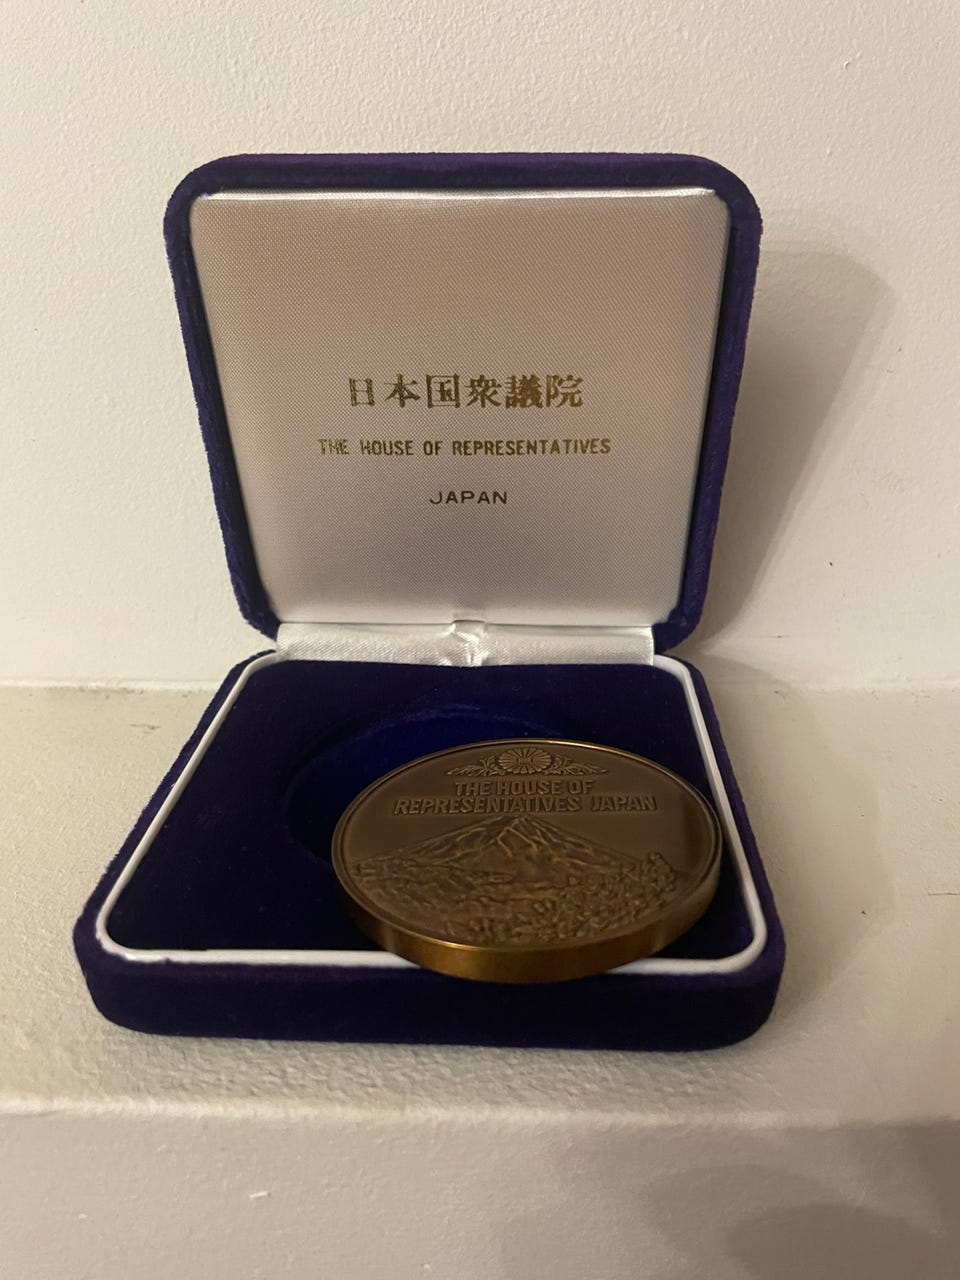 日本国衆議院
THE HOUSE OF REPRESENTATIVES
JAPAN
THE HOUSE OF
REPRESENTATIVES JAPAN